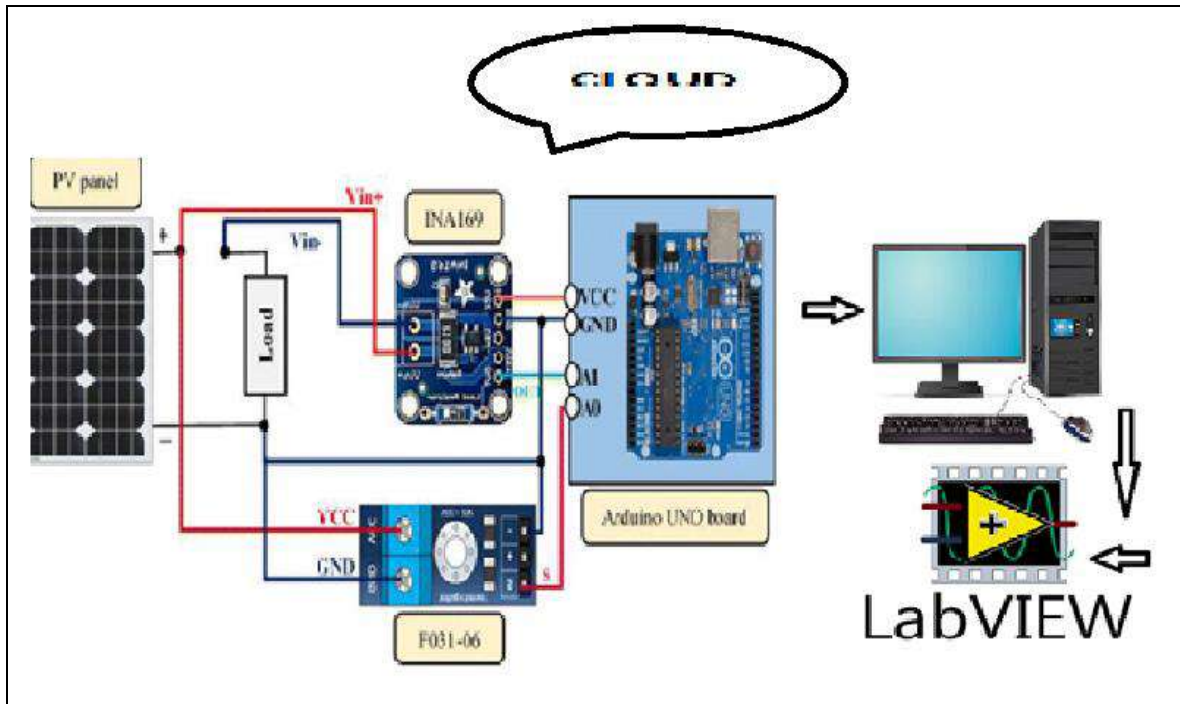 CLOUD
PV panel
Vin+
INA169
+
Vin-
Load
VCC
GND
A1
OUT
A0
–
VCC
GND
S
Arduino UNO board
F031-06
LabVIEW